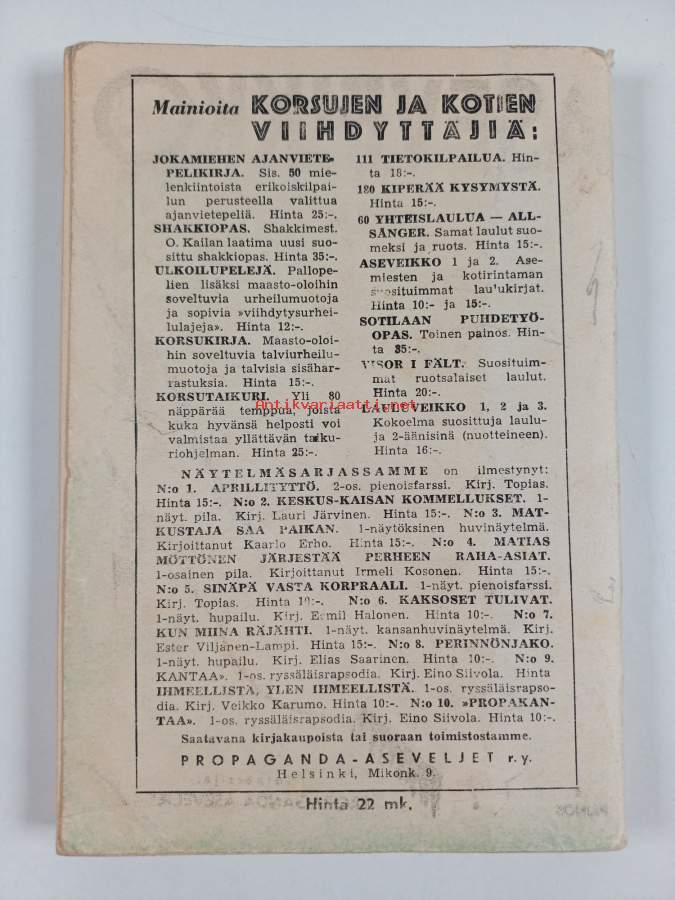 Mainioita KORSUJEN JA KOTIEN
VIIHDYTTÄJIÄ:
JOKAMIEHEN AJANVIETE-
PELIKIRJA. Sis. 50 mie-
lenkiintoista erikoiskilpai-
lun perusteella valittua
ajanvietepeliä. Hinta 25:-.
SHAKKIOPAS. Shakkimest.
O. Kailan laatima uusi suo-
sittu shakkiopas. Hinta 35:-.
ULKOILUPELEJÄ. Pallope-
lien lisäksi maasto-oloihin
soveltuvia urheilumuotoja
ja sopivia »viihdytysurhei-
lulajeja». Hinta 12:-.
KORSUKIRJA. Maasto-oloi-
hin soveltuvia talviurheilu-
muotoja ja talvisia sisähar-
rastuksia. Hinta 15:-.
KORSUTAIKURI. Yli 80
näppärää temppua, joista
kuka hyvänsä helposti voi
valmistaa yllättävän taiku-
riohjelman. Hinta 25:-.
111 TIETOKILPAILUA. Hin-
ta 18:-.
180 KIPERÄÄ KYSYMYSTÄ.
Hinta 15:-.
60 YHTEISLAULUA — ALL-
SÅNGER. Samat laulut suo-
meksi ja ruots. Hinta 15:-.
ASEVEIKKO 1 ja 2. Ase-
miesten ja kotirintaman
suosituimmat laulukirjat.
Hinta 10:- ja 15:-.
SOTILAAN PUHDETYÖ-
OPAS. Toinen painos. Hin-
ta 35:-.
VISOR I FÄLT. Suosituim-
mat ruotsalaiset laulut.
Hinta 20:-.
LAULUVEIKKO 1, 2 ja 3.
Kokoelma suosittuja laulu-
ja 2-äänisinä (nuotteineen).
Hinta 16:-.
Antikvariaatti.net
NÄYTELMÄSARJASSAMME on ilmestynyt:
N:o 1. APRILLITYTTÖ. 2-os. pienoisfarssi. Kirj. Topias.
Hinta 15:-. N:o 2. KESKUS-KAISAN KOMMELLUKSET. 1-
näyt. pila. Kirj. Lauri Järvinen. Hinta 15:-. N:o 3. MAT-
KUSTAJA SAA PAIKAN. 1-näytöksinen huvinäytelmä.
Kirjoittanut Kaarlo Erho. Hinta 15:-. N:o 4. MATIAS
MÖTTÖNEN JÄRJESTÄÄ PERHEEN RAHA-ASIAT.
1-osainen pila. Kirjoittanut Irmeli Kosonen. Hinta 15:-.
N:o 5. SINÄPÄ VASTA KORPRAALI. 1-näyt. pienoisfarssi.
Kirj. Topias. Hinta 10:-. N:o 6. KAKSOSET TULIVAT.
1-näyt. hupailu. Kirj. Eemil Halonen. Hinta 10:-. N:o 7.
KUN MIINA RÄJÄHTI. 1-näyt. kansanhuvinäytelmä. Kirj.
Ester Viljanen-Lampi. Hinta 15:-. N:o 8. PERINNÖNJAKO.
1-näyt. hupailu. Kirj. Elias Saarinen. Hinta 10:-. N:o 9.
KANTAA». 1-os. ryssäläisrapsodia. Kirj. Eino Siivola. Hinta
IHMEELLISTÄ, YLEN IHMEELLISTÄ. 1-os. ryssäläisrapso-
dia. Kirj. Veikko Karumo. Hinta 10:-. N:o 10. »PROPAKAN-
TAA». 1-os. ryssäläisrapsodia. Kirj. Eino Siivola. Hinta 10:-.
Saatavana kirjakaupoista tai suoraan toimistostamme.
PROPAGANDA-ASEVELJET r.y.
Helsinki, Mikonk. 9.
Hinta 22 mk.